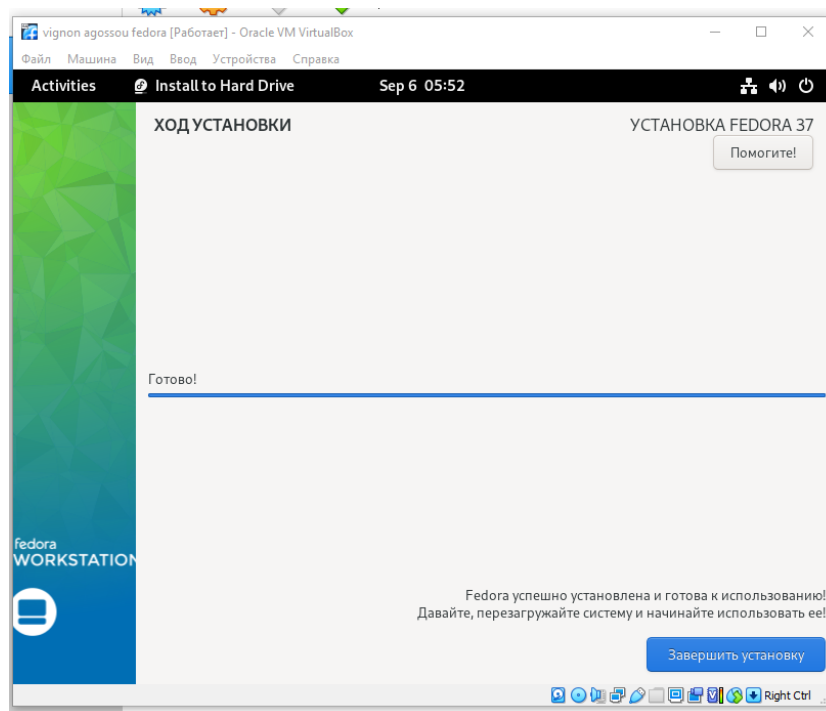 vignon agossou fedora [Работает] - Oracle VM VirtualBox
Файл Машина Вид Ввод Устройства Справка
Activities Install to Hard Drive Sep 6 05:52
ХОД УСТАНОВКИ
УСТАНОВКА FEDORA 37
Помогите!
Готово!
fedora
WORKSTATION
Fedora успешно установлена и готова к использованию!
Давайте, перезагружайте систему и начинайте использовать ее!
Завершить установку
Right Ctrl